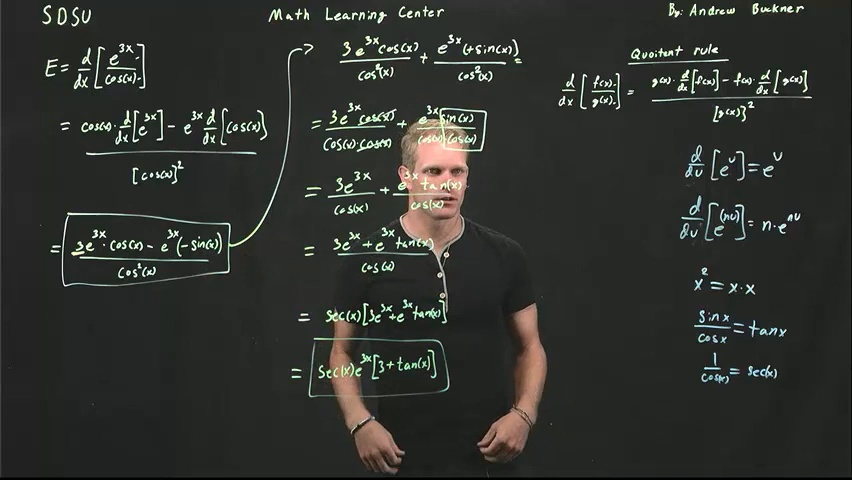 SDSU
Math Learning Center
By: Andrew Buckner
E = d/dx [e^3x / cos(x)]
= cos(x)· d/dx [e^3x] − e^3x d/dx [cos(x)] / [cos(x)]^2
= 3e^3x · cos(x) − e^3x (−sin(x)) / cos^2(x)
→ 3e^3x cos(x) / cos^2(x) + e^3x (+sin(x)) / cos^2(x) =
= 3e^3x cos(x) / cos(x)·cos(x) + e^3x sin(x) / cos(x)·cos(x)
= 3e^3x / cos(x) + e^3x tan(x) / cos(x)
= 3e^3x + e^3x tan(x) / cos(x)
= sec(x) [3e^3x + e^3x tan(x)]
= sec(x) e^3x [3 + tan(x)]
Quoitent rule
d/dx [f(x) / g(x)] = g(x)· d/dx [f(x)] − f(x)· d/dx [g(x)] / [g(x)]^2
d/du [e^u] = e^u
d/du [e^(nu)] = n·e^nu
x^2 = x·x
sinx / cosx = tanx
1 / cos(x) = sec(x)